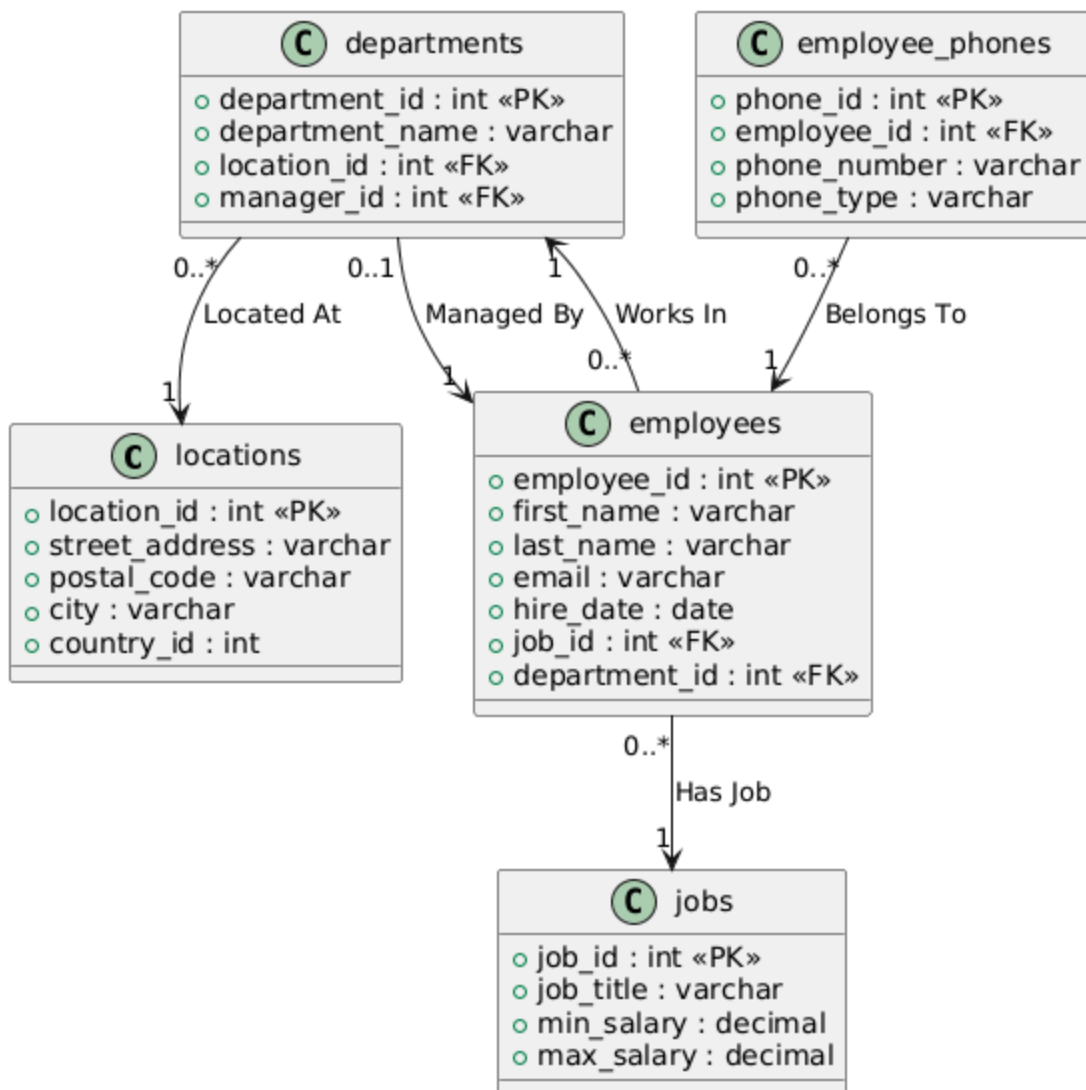 C departments
department_id : int «PK»
department_name : varchar
location_id : int «FK»
manager_id : int «FK»
C employee_phones
phone_id : int «PK»
employee_id : int «FK»
phone_number : varchar
phone_type : varchar
0..*
Located At
1
0..1
Managed By
1
1
Works In
0..*
0..*
Belongs To
1
C locations
location_id : int «PK»
street_address : varchar
postal_code : varchar
city : varchar
country_id : int
C employees
employee_id : int «PK»
first_name : varchar
last_name : varchar
email : varchar
hire_date : date
job_id : int «FK»
department_id : int «FK»
0..*
Has Job
1
C jobs
job_id : int «PK»
job_title : varchar
min_salary : decimal
max_salary : decimal